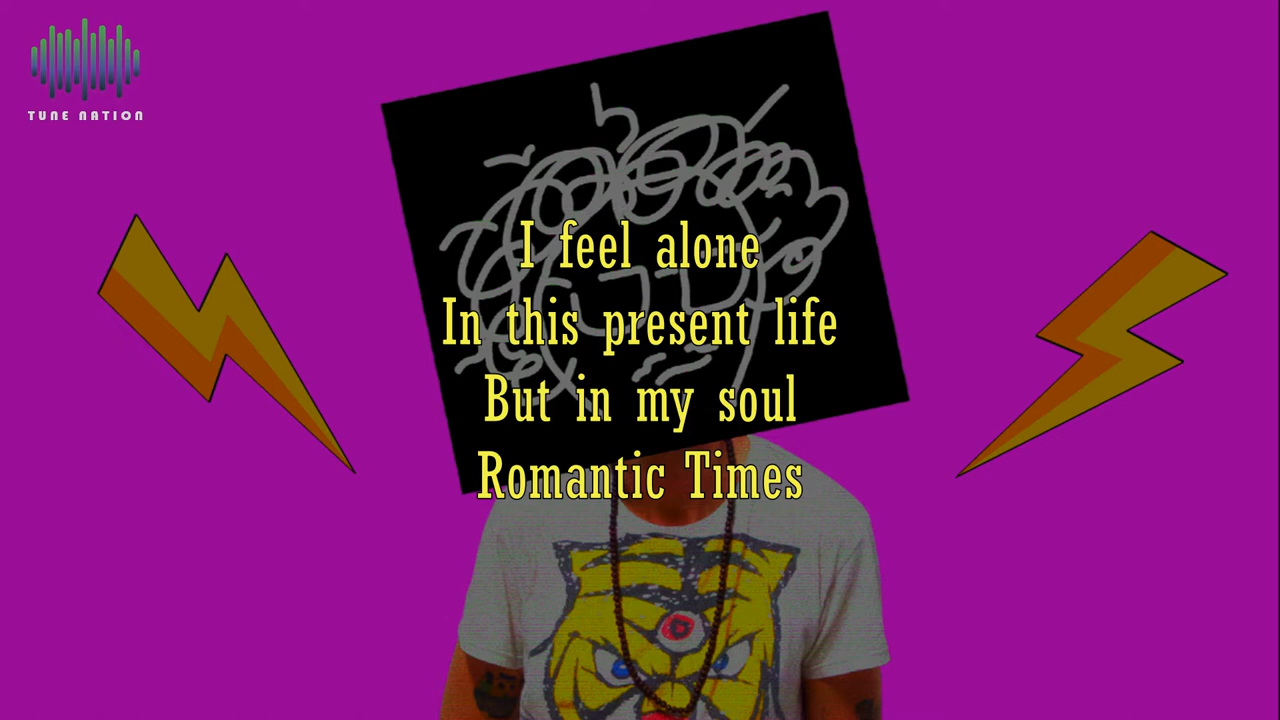 TUNE NATION
I feel alone
In this present life
But in my soul
Romantic Times